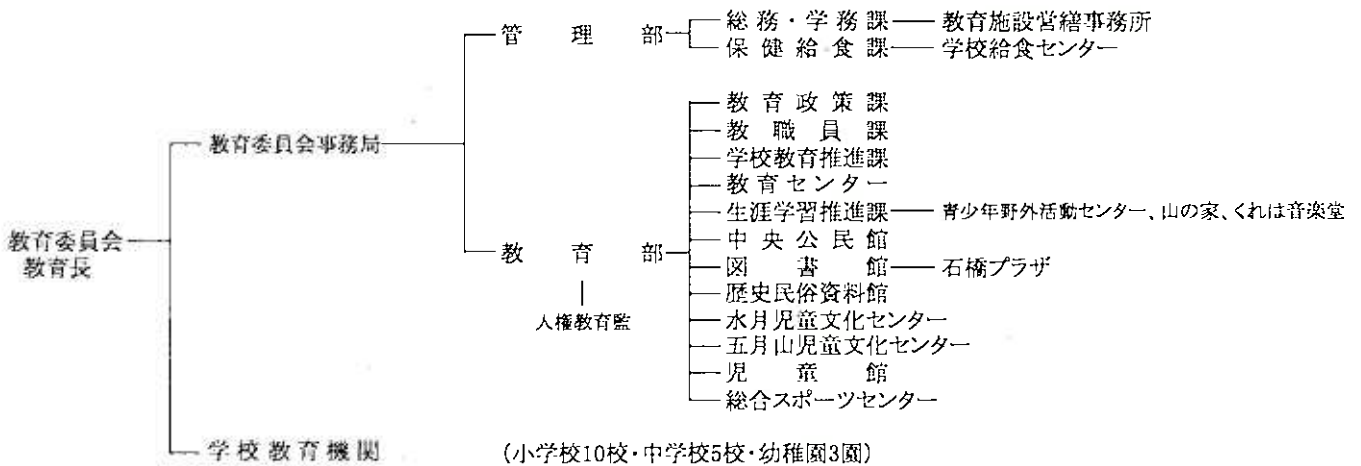 管理部
総務・学務課 教育施設営繕事務所
保健給食課 学校給食センター
教育委員会事務局
教育政策課
教職員課
学校教育推進課
教育センター
生涯学習推進課 青少年野外活動センター、山の家、くれは音楽堂
教育委員会
教育長
教育部
中央公民館
図書館 石橋プラザ
歴史民俗資料館
人権教育監
水月児童文化センター
五月山児童文化センター
児童館
総合スポーツセンター
学校教育機関 (小学校10校・中学校5校・幼稚園3園)